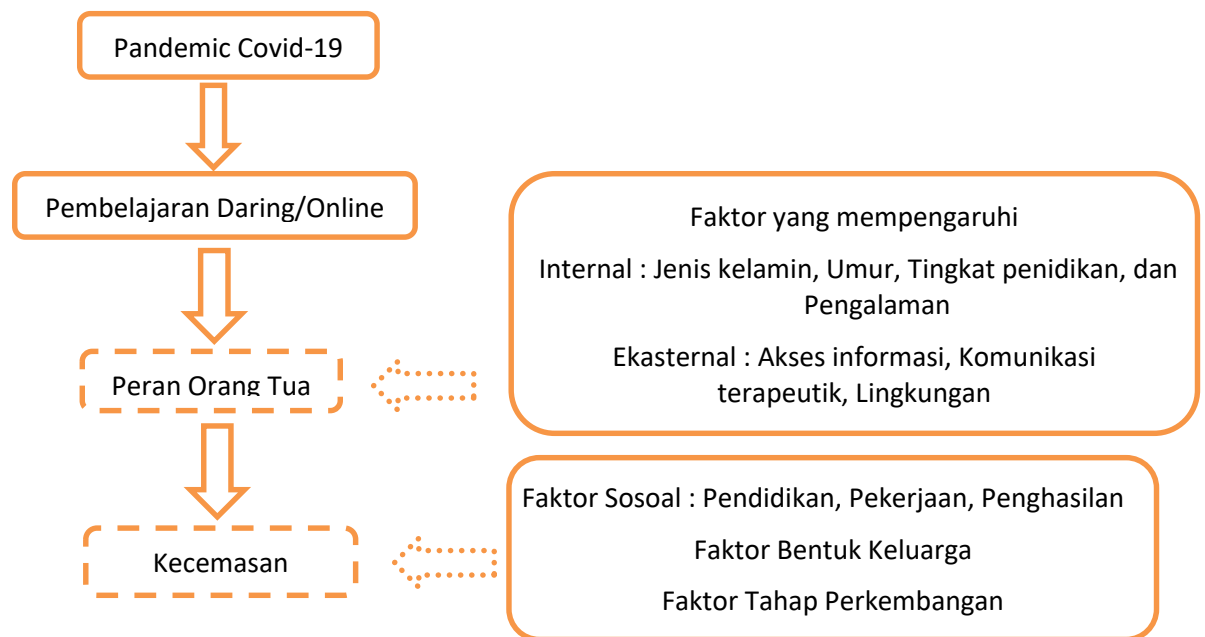 Pandemic Covid-19
Pembelajaran Daring/Online
Peran Orang Tua
Kecemasan
Faktor yang mempengaruhi
Internal : Jenis kelamin, Umur, Tingkat penidikan, dan
Pengalaman
Ekasternal : Akses informasi, Komunikasi
terapeutik, Lingkungan
Faktor Sosoal : Pendidikan, Pekerjaan, Penghasilan
Faktor Bentuk Keluarga
Faktor Tahap Perkembangan